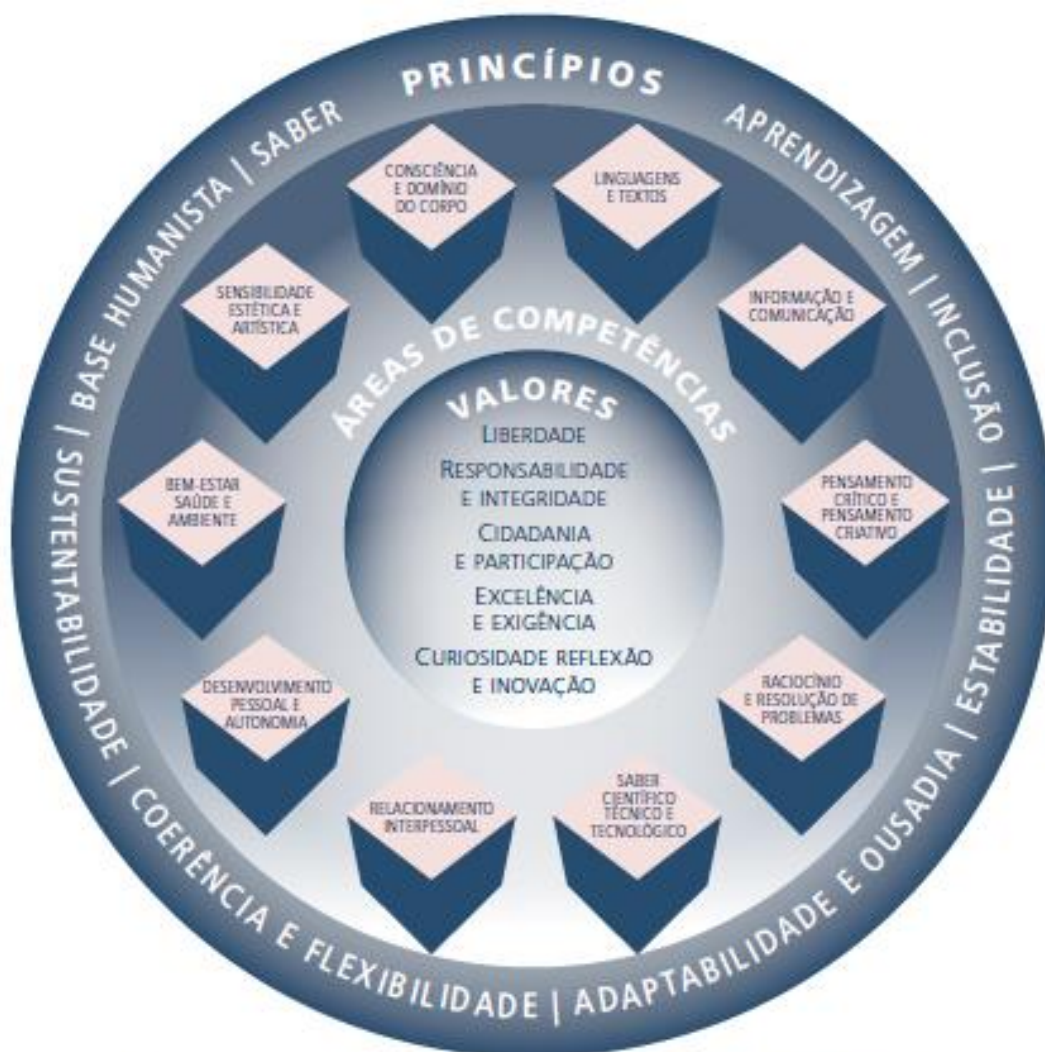 PRINCÍPIOS
APRENDIZAGEM | INCLUSÃO | ESTABILIDADE | ADAPTABILIDADE E OUSADIA | COERÊNCIA E FLEXIBILIDADE | SUSTENTABILIDADE | BASE HUMANISTA | SABER
ÁREAS DE COMPETÊNCIAS
LINGUAGENS
E TEXTOS
INFORMAÇÃO E
COMUNICAÇÃO
PENSAMENTO
CRÍTICO E
PENSAMENTO
CRIATIVO
RACIOCÍNIO
E RESOLUÇÃO DE
PROBLEMAS
SABER
CIENTÍFICO
TÉCNICO E
TECNOLÓGICO
RELACIONAMENTO
INTERPESSOAL
DESENVOLVIMENTO
PESSOAL E
AUTONOMIA
BEM-ESTAR
SAÚDE E
AMBIENTE
SENSIBILIDADE
ESTÉTICA E
ARTÍSTICA
CONSCIÊNCIA
E DOMÍNIO
DO CORPO
VALORES
LIBERDADE
RESPONSABILIDADE
E INTEGRIDADE
CIDADANIA
E PARTICIPAÇÃO
EXCELÊNCIA
E EXIGÊNCIA
CURIOSIDADE REFLEXÃO
E INOVAÇÃO